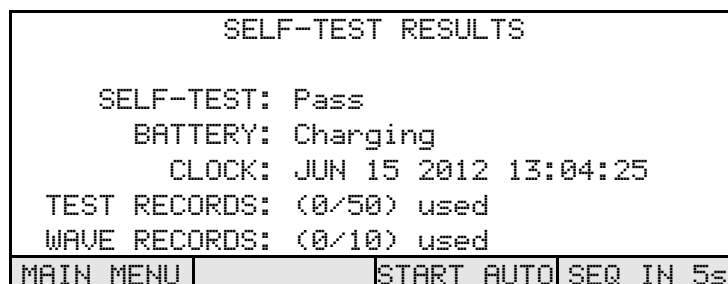 SELF-TEST RESULTS
SELF-TEST: Pass
BATTERY: Charging
CLOCK: JUN 15 2012 13:04:25
TEST RECORDS: (0/50) used
WAVE RECORDS: (0/10) used
MAIN MENU START AUTO SEQ IN 5s